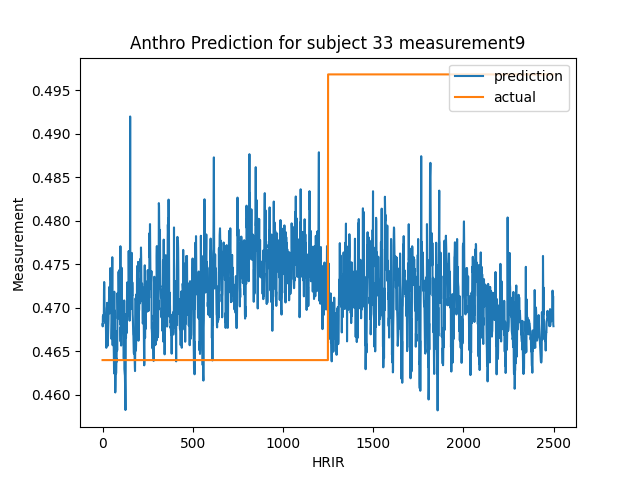 Anthro Prediction for subject 33 measurement9
prediction
actual
Measurement
0.495
0.490
0.485
0.480
0.475
0.470
0.465
0.460
0 500 1000 1500 2000 2500
HRIR